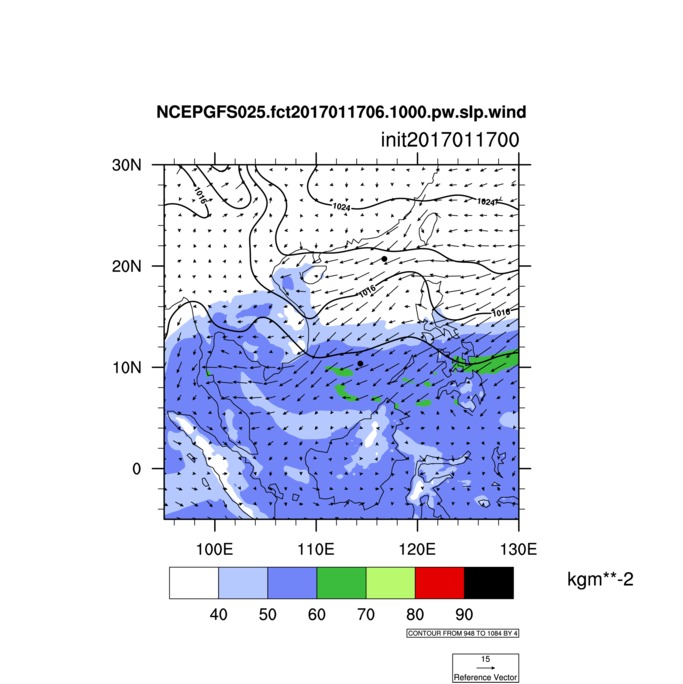 NCEPGFS025.fct2017011706.1000.pw.slp.wind
init2017011700
30N
20N
10N
0
1016
1024
1024
1016
1016
100E 110E 120E 130E
40 50 60 70 80 90
kgm**-2
CONTOUR FROM 948 TO 1084 BY 4
15
Reference Vector